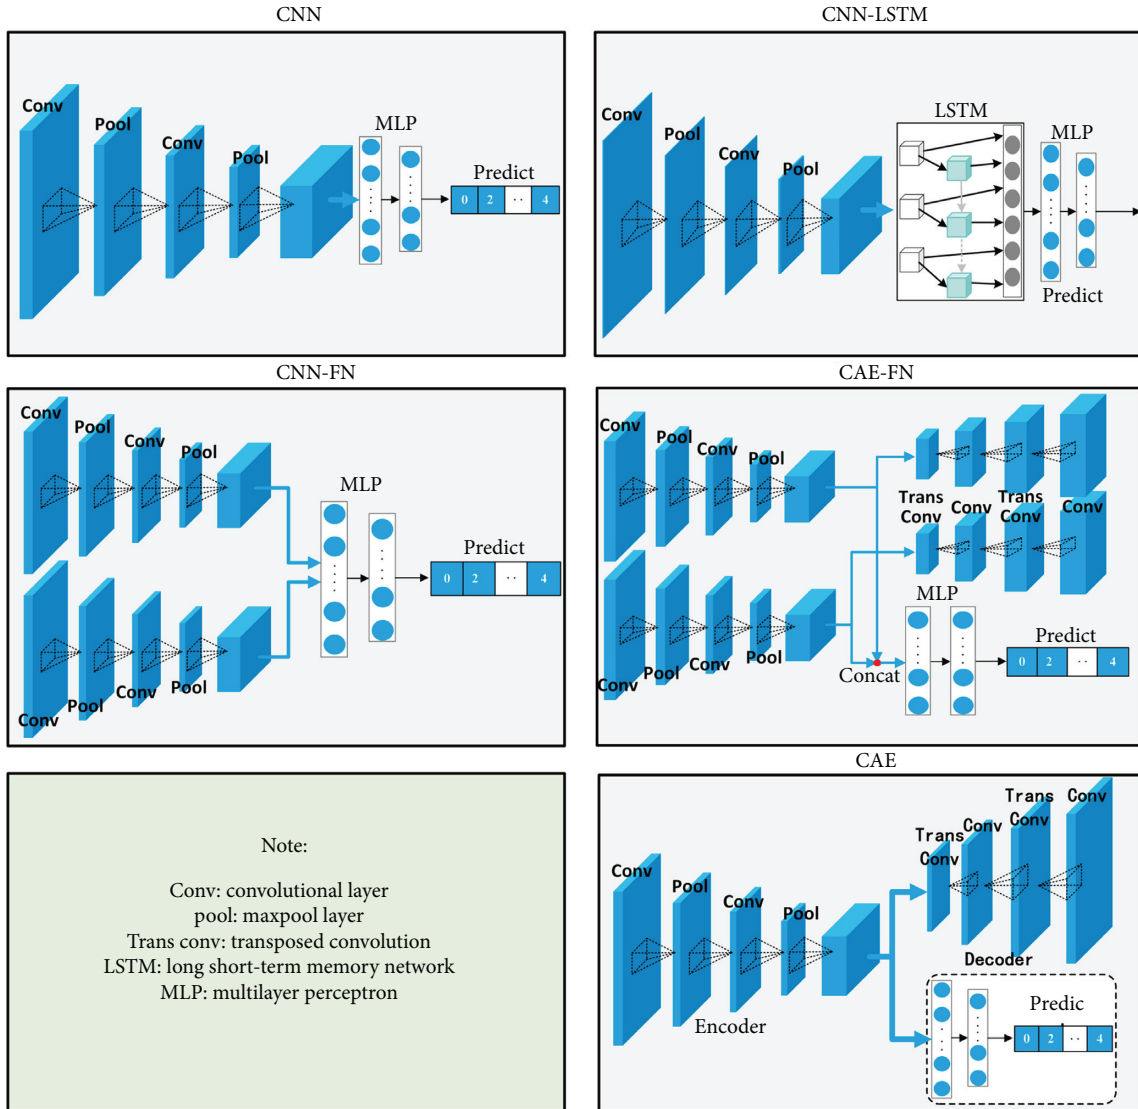 CNN
Conv
Pool
Conv
Pool
MLP
Predict
0 2 ·· 4
CNN-LSTM
Conv
Pool
Conv
Pool
LSTM
MLP
Predict
CNN-FN
Conv
Pool
Conv
Pool
MLP
Predict
0 2 ·· 4
Conv
Pool
Conv
Pool
CAE-FN
Conv
Pool
Conv
Pool
Trans
Conv
Conv
Trans
Conv
Conv
MLP
Predict
0 2 ·· 4
Concat
Conv
Pool
Conv
Pool
Note:
Conv: convolutional layer
pool: maxpool layer
Trans conv: transposed convolution
LSTM: long short-term memory network
MLP: multilayer perceptron
CAE
Conv
Pool
Conv
Pool
Encoder
Trans
Conv
Conv
Trans
Conv
Conv
Decoder
Predic
0 2 ·· 4